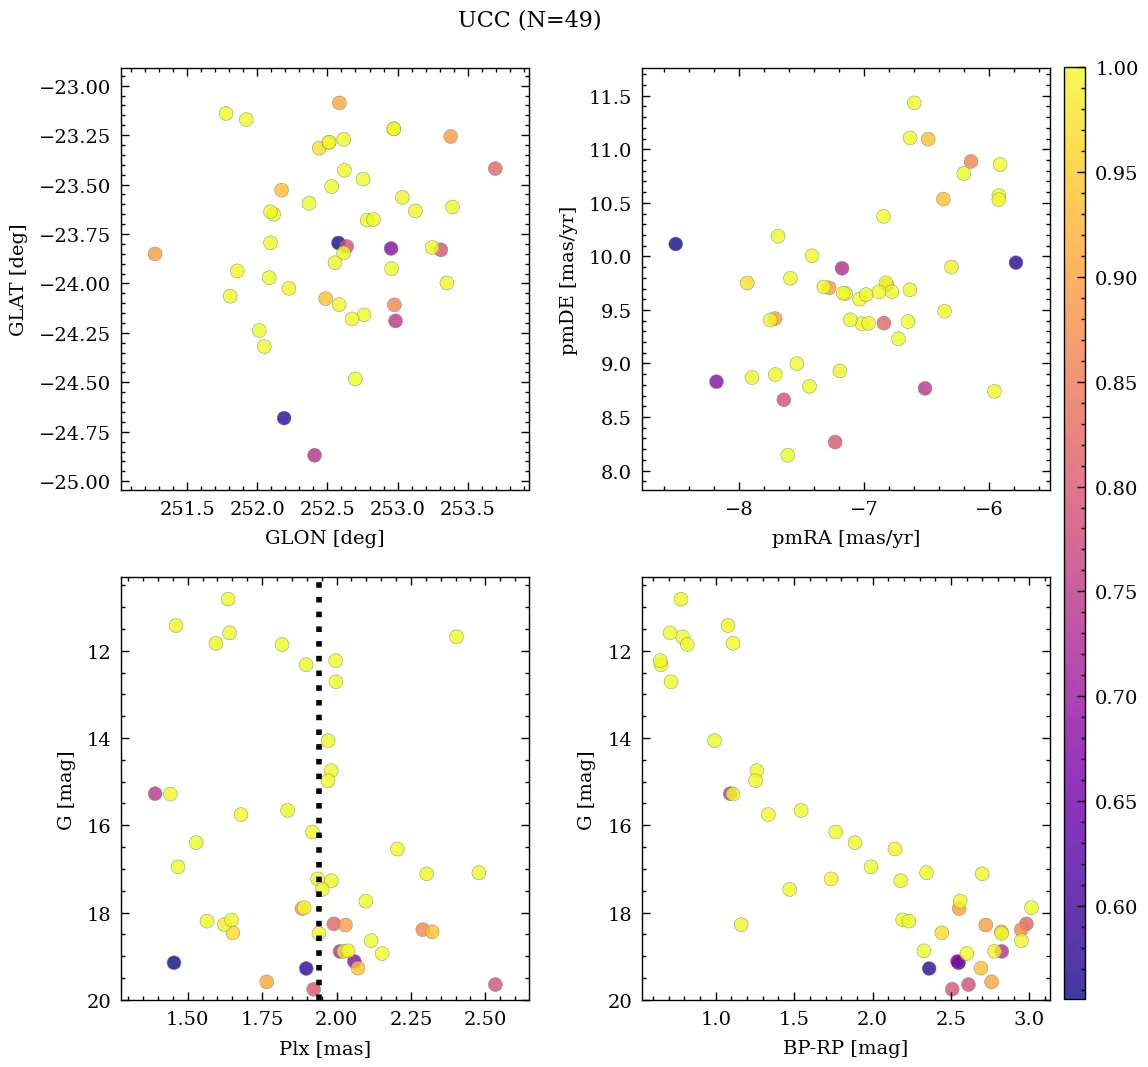 UCC (N=49)
−23.00
−23.25
−23.50
−23.75
−24.00
−24.25
−24.50
−24.75
−25.00
GLAT [deg]
251.5 252.0 252.5 253.0 253.5
GLON [deg]
11.5
11.0
10.5
10.0
9.5
9.0
8.5
8.0
pmDE [mas/yr]
−8 −7 −6
pmRA [mas/yr]
12
14
16
18
20
G [mag]
1.50 1.75 2.00 2.25 2.50
Plx [mas]
12
14
16
18
20
G [mag]
1.0 1.5 2.0 2.5 3.0
BP-RP [mag]
1.00
0.95
0.90
0.85
0.80
0.75
0.70
0.65
0.60